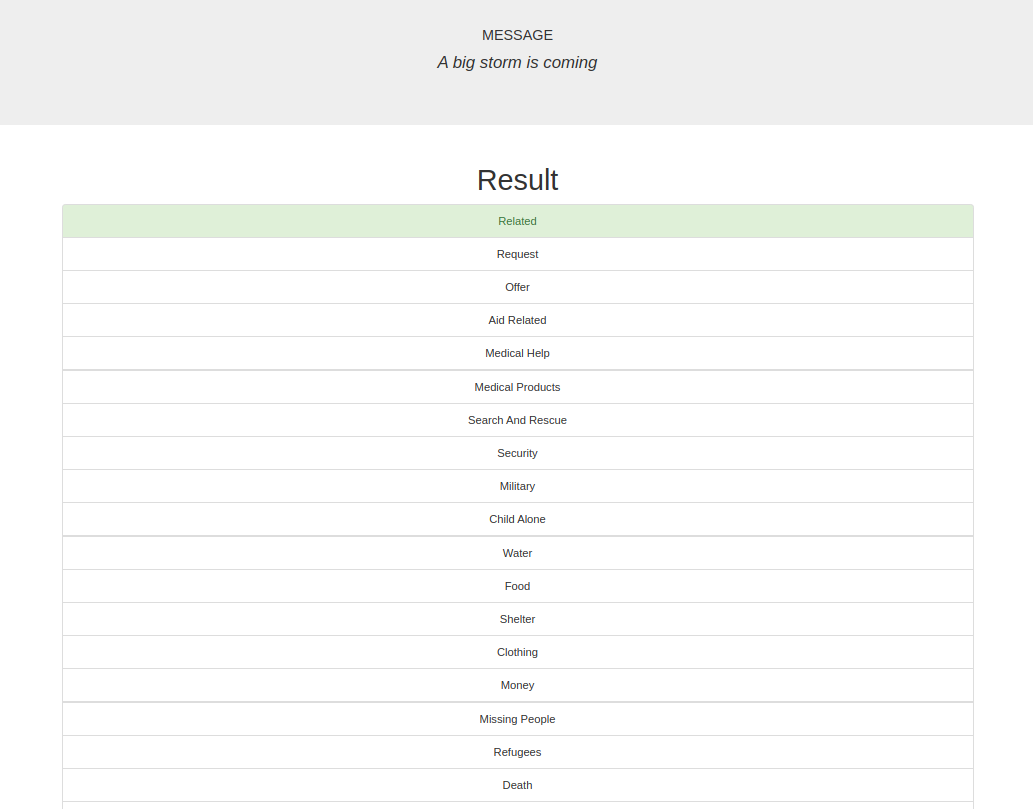 MESSAGE
A big storm is coming
Result
Related
Request
Offer
Aid Related
Medical Help
Medical Products
Search And Rescue
Security
Military
Child Alone
Water
Food
Shelter
Clothing
Money
Missing People
Refugees
Death